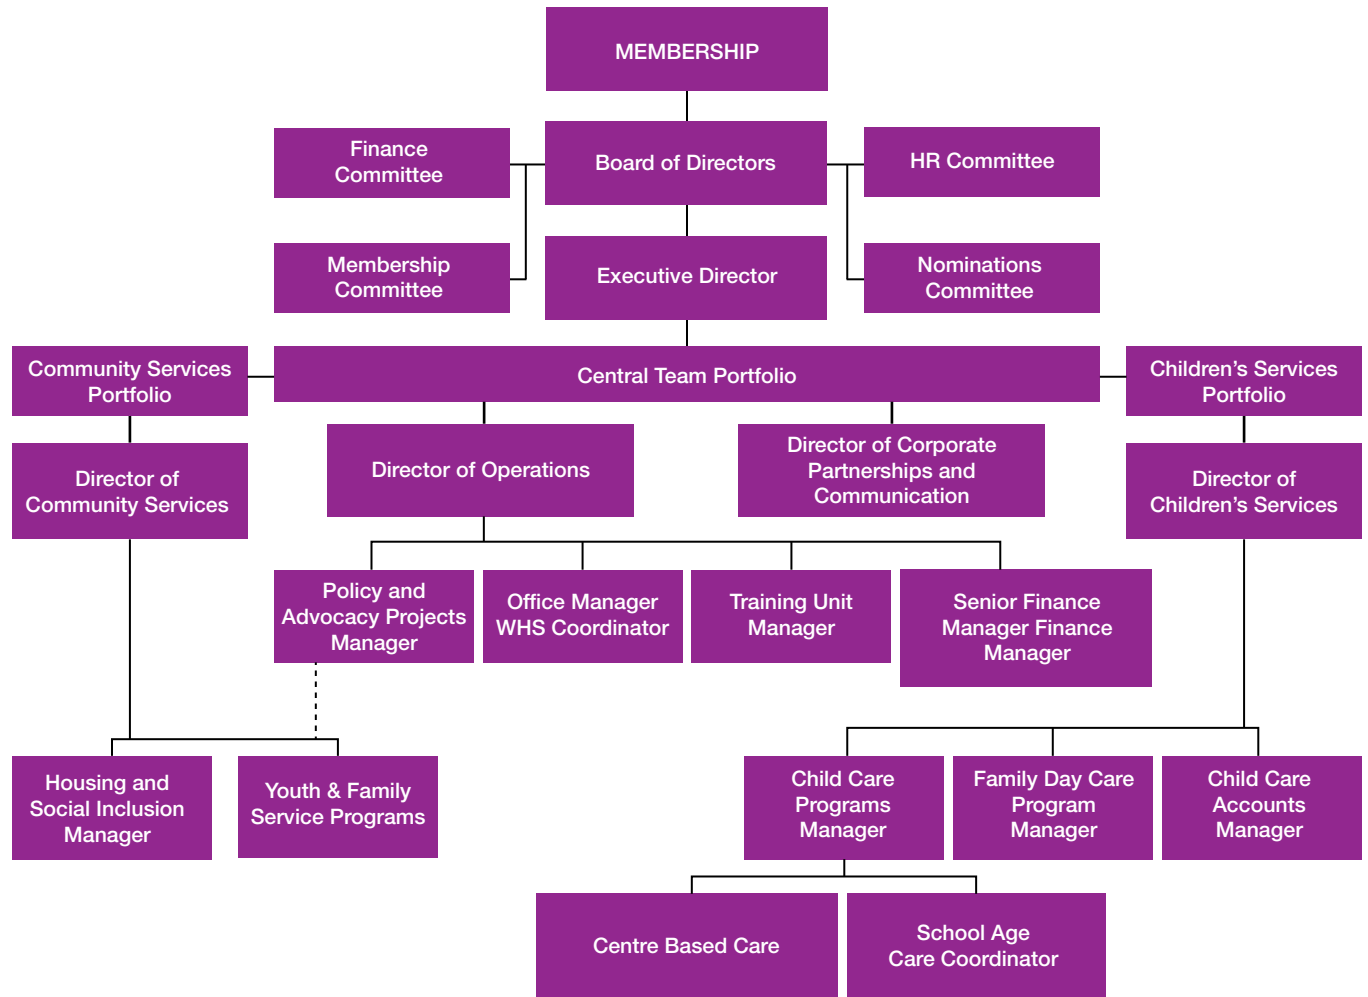 MEMBERSHIP
Finance
Committee
Board of Directors
HR Committee
Membership
Committee
Executive Director
Nominations
Committee
Community Services
Portfolio
Central Team Portfolio
Children’s Services
Portfolio
Director of
Community Services
Director of Operations
Director of Corporate
Partnerships and
Communication
Director of
Children’s Services
Policy and
Advocacy Projects
Manager
Office Manager
WHS Coordinator
Training Unit
Manager
Senior Finance
Manager Finance
Manager
Housing and
Social Inclusion
Manager
Youth & Family
Service Programs
Child Care
Programs
Manager
Family Day Care
Program
Manager
Child Care
Accounts
Manager
Centre Based Care
School Age
Care Coordinator